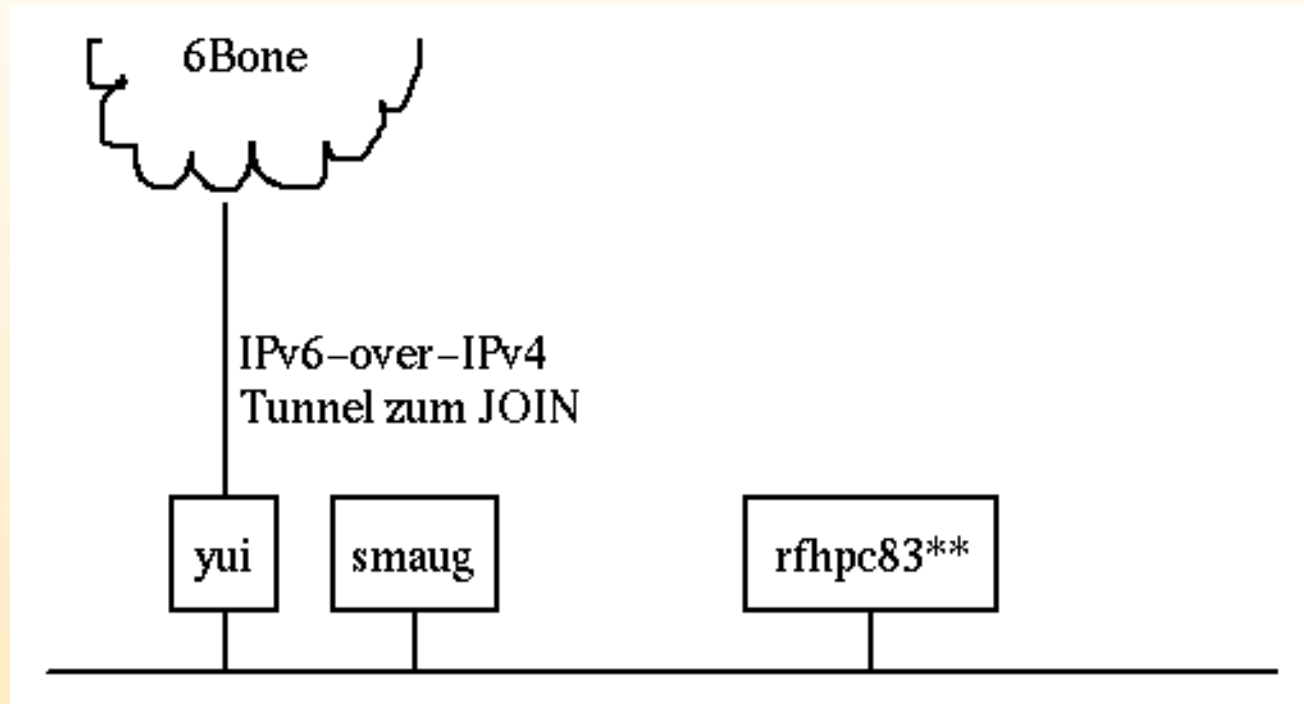 6Bone
IPv6-over-IPv4
Tunnel zum JOIN
yui
smaug
rfhpc83**